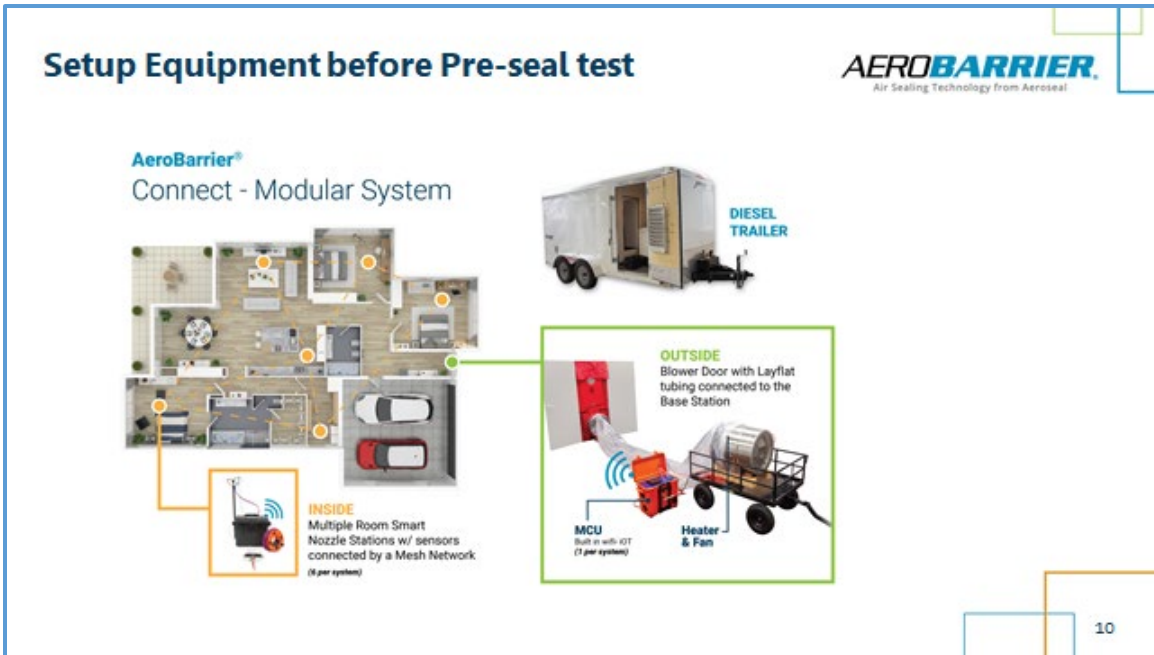 Setup Equipment before Pre-seal test
AEROBARRIER®
Air Sealing Technology from Aeroseal
AeroBarrier®
Connect - Modular System
DIESEL
TRAILER
OUTSIDE
Blower Door with Layflat
tubing connected to the
Base Station
MCU
Built in wifi IOT
(1 per system)
Heater
& Fan
INSIDE
Multiple Room Smart
Nozzle Stations w/ sensors
connected by a Mesh Network
(6 per system)
10